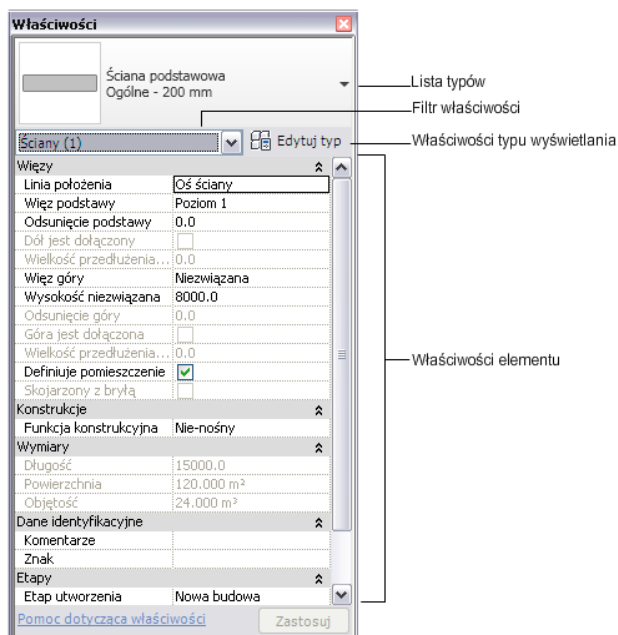 Właściwości
Ściana podstawowa
Ogólne - 200 mm
Lista typów
Filtr właściwości
Ściany (1)
Edytuj typ
Właściwości typu wyświetlania
Więzy
Linia położenia Oś ściany
Więz podstawy Poziom 1
Odsunięcie podstawy 0.0
Dół jest dołączony
Wielkość przedłużenia... 0.0
Więz góry Niezwiązana
Wysokość niezwiązana 8000.0
Odsunięcie góry 0.0
Góra jest dołączona
Wielkość przedłużenia... 0.0
Właściwości elementu
Definiuje pomieszczenie
Skojarzony z bryłą
Konstrukcje
Funkcja konstrukcyjna Nie-nośny
Wymiary
Długość 15000.0
Powierzchnia 120.000 m²
Objętość 24.000 m³
Dane identyfikacyjne
Komentarze
Znak
Etapy
Etap utworzenia Nowa budowa
Pomoc dotycząca właściwości
Zastosuj